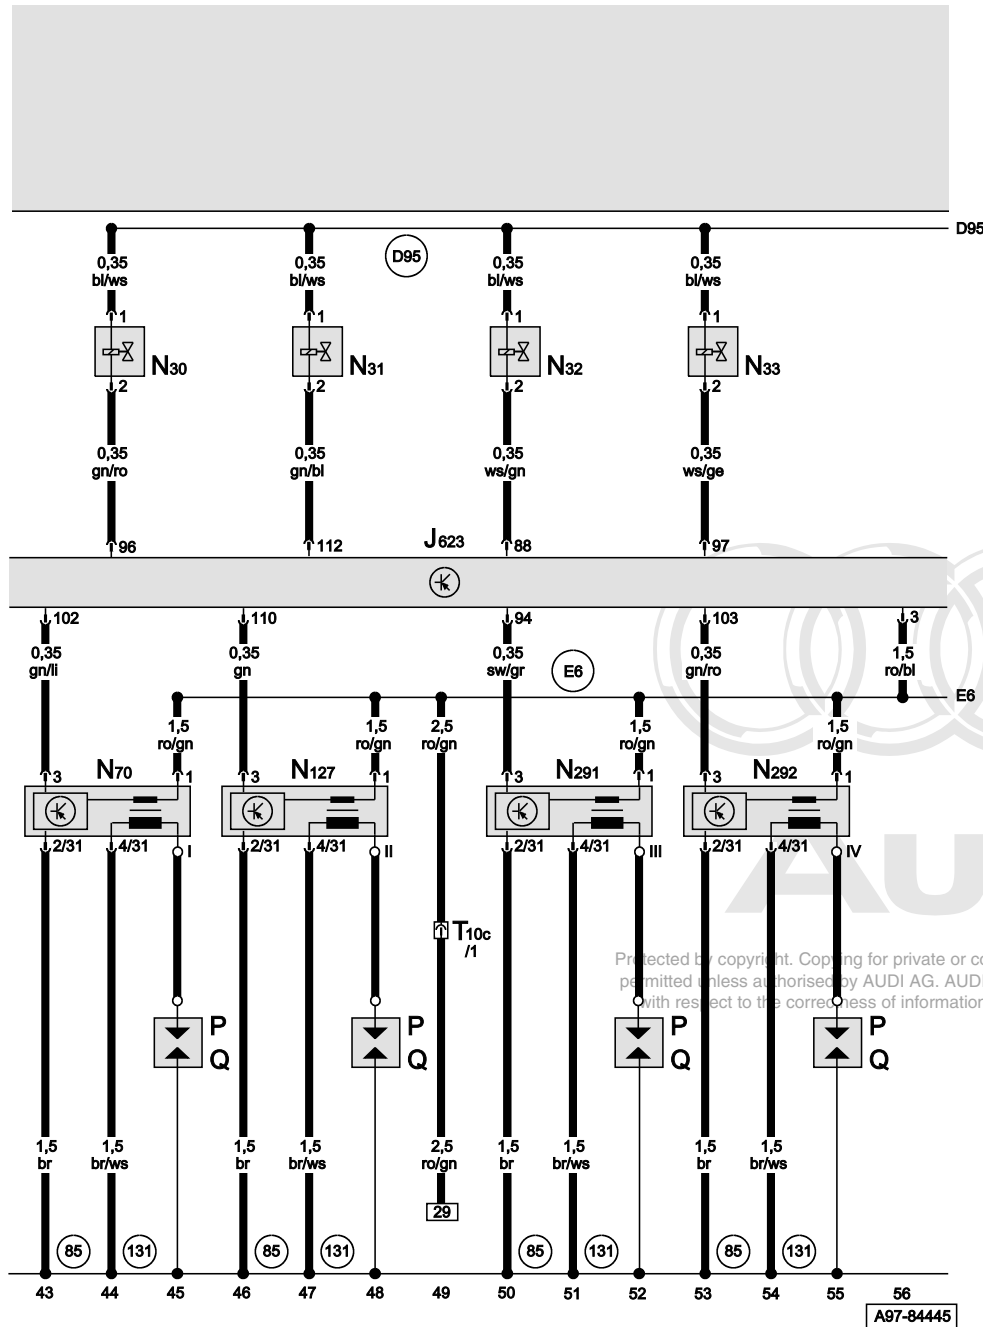 D95
D95
0,35 0,35 0,35 0,35
bl/ws bl/ws bl/ws bl/ws
1 1 1 1
N30 N31 N32 N33
2 2 2 2
0,35 0,35 0,35 0,35
gn/ro gn/bl ws/gn ws/ge
96 112 J623 88 97
102 110 94 103 3
0,35 0,35 0,35 0,35 1,5
gn/li gn sw/gr E6 gn/ro ro/bl
E6
1,5 1,5 2,5 1,5 1,5
ro/gn ro/gn ro/gn ro/gn ro/gn
3 N70 1 3 N127 1 3 N291 1 3 N292 1
2/31 4/31 I 2/31 4/31 II 2/31 4/31 III 2/31 4/31 IV
Au
T10c
/1
Protected by copyright. Copying for private or co
permitted unless authorised by AUDI AG. AUDI
with respect to the correctness of information
P P P P
Q Q Q Q
1,5 1,5 1,5 1,5 2,5 1,5 1,5 1,5 1,5
br br/ws br br/ws ro/gn br br/ws br br/ws
29
85 131 85 131 85 131 85 131
43 44 45 46 47 48 49 50 51 52 53 54 55 56
A97-84445